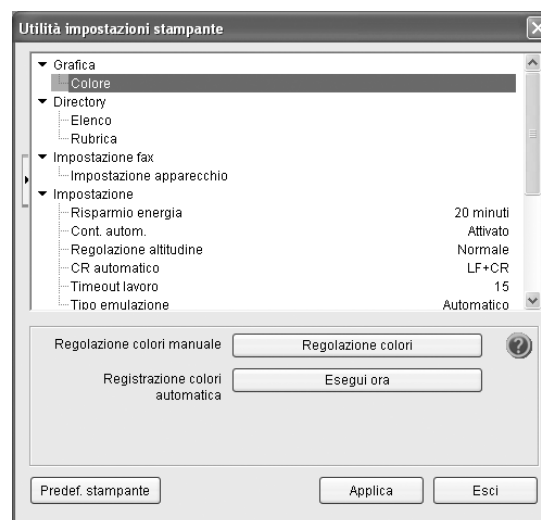 Utilità impostazioni stampante
Grafica
Colore
Directory
Elenco
Rubrica
Impostazione fax
Impostazione apparecchio
Impostazione
Risparmio energia 20 minuti
Cont. autom. Attivato
Regolazione altitudine Normale
CR automatico LF+CR
Timeout lavoro 15
Tipo emulazione Automatico
Regolazione colori manuale Regolazione colori ?
Registrazione colori Esegui ora
automatica
Predef. stampante Applica Esci